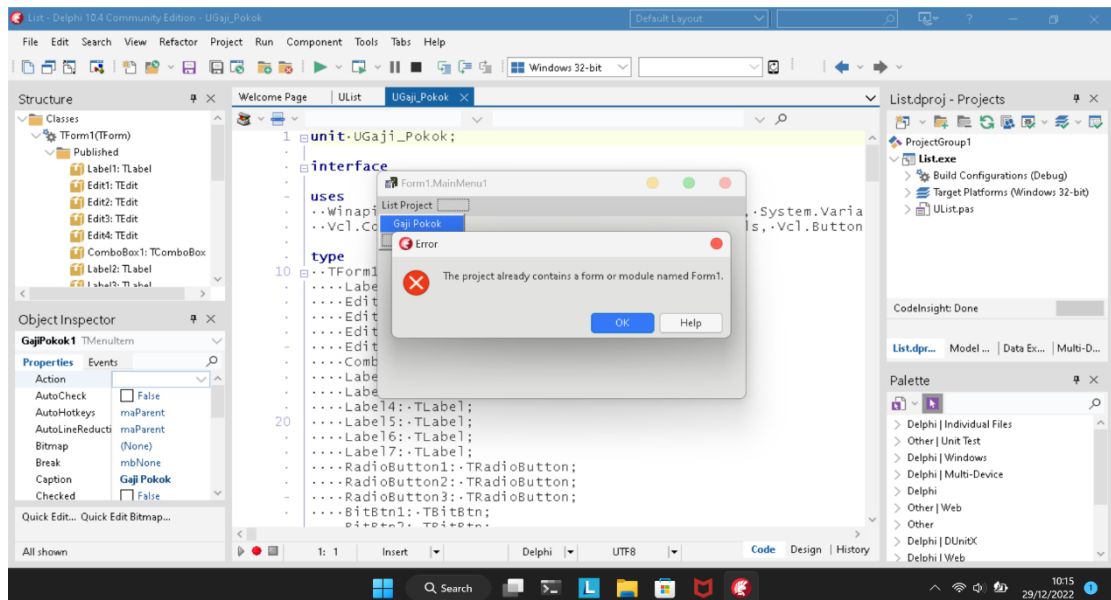 List - Delphi 10.4 Community Edition - UGaji_Pokok
Default Layout
File Edit Search View Refactor Project Run Component Tools Tabs Help
Windows 32-bit
Structure
Classes
TForm1(TForm)
Published
Label1: TLabel
Edit1: TEdit
Edit2: TEdit
Edit3: TEdit
Edit4: TEdit
ComboBox1: TComboBox
Label2: TLabel
Label3: TLabel
Object Inspector
GajiPokok1 TMenuItem
Properties Events
Action
AutoCheck False
AutoHotkeys maParent
AutoLineReducti maParent
Bitmap (None)
Break mbNone
Caption Gaji Pokok
Checked False
Quick Edit... Quick Edit Bitmap...
All shown
Welcome Page UList UGaji_Pokok
1 unit·UGaji_Pokok;
interface
uses
··Winapi ,·System.Varia
··Vcl.Co ls,·Vcl.Button
type
10 ··TForm1
····Labe
····Edit
····Edit
····Edit
····Edit
····Comb
····Labe
····Labe
····Label4:·TLabel;
20 ····Label5:·TLabel;
····Label6:·TLabel;
····Label7:·TLabel;
····RadioButton1:·TRadioButton;
····RadioButton2:·TRadioButton;
····RadioButton3:·TRadioButton;
····BitBtn1:·TBitBtn;
····BitBtn2:·TBitBtn;
Form1.MainMenu1
List Project
Gaji Pokok
Error
The project already contains a form or module named Form1.
OK Help
1: 1 Insert Delphi UTF8 Code Design History
List.dproj - Projects
ProjectGroup1
List.exe
Build Configurations (Debug)
Target Platforms (Windows 32-bit)
UList.pas
CodeInsight: Done
List.dpr... Model ... Data Ex... Multi-D...
Palette
Delphi | Individual Files
Other | Unit Test
Delphi | Windows
Delphi | Multi-Device
Delphi
Other | Web
Other
Delphi | DUnitX
Delphi | Web
Search
10:15
29/12/2022
1